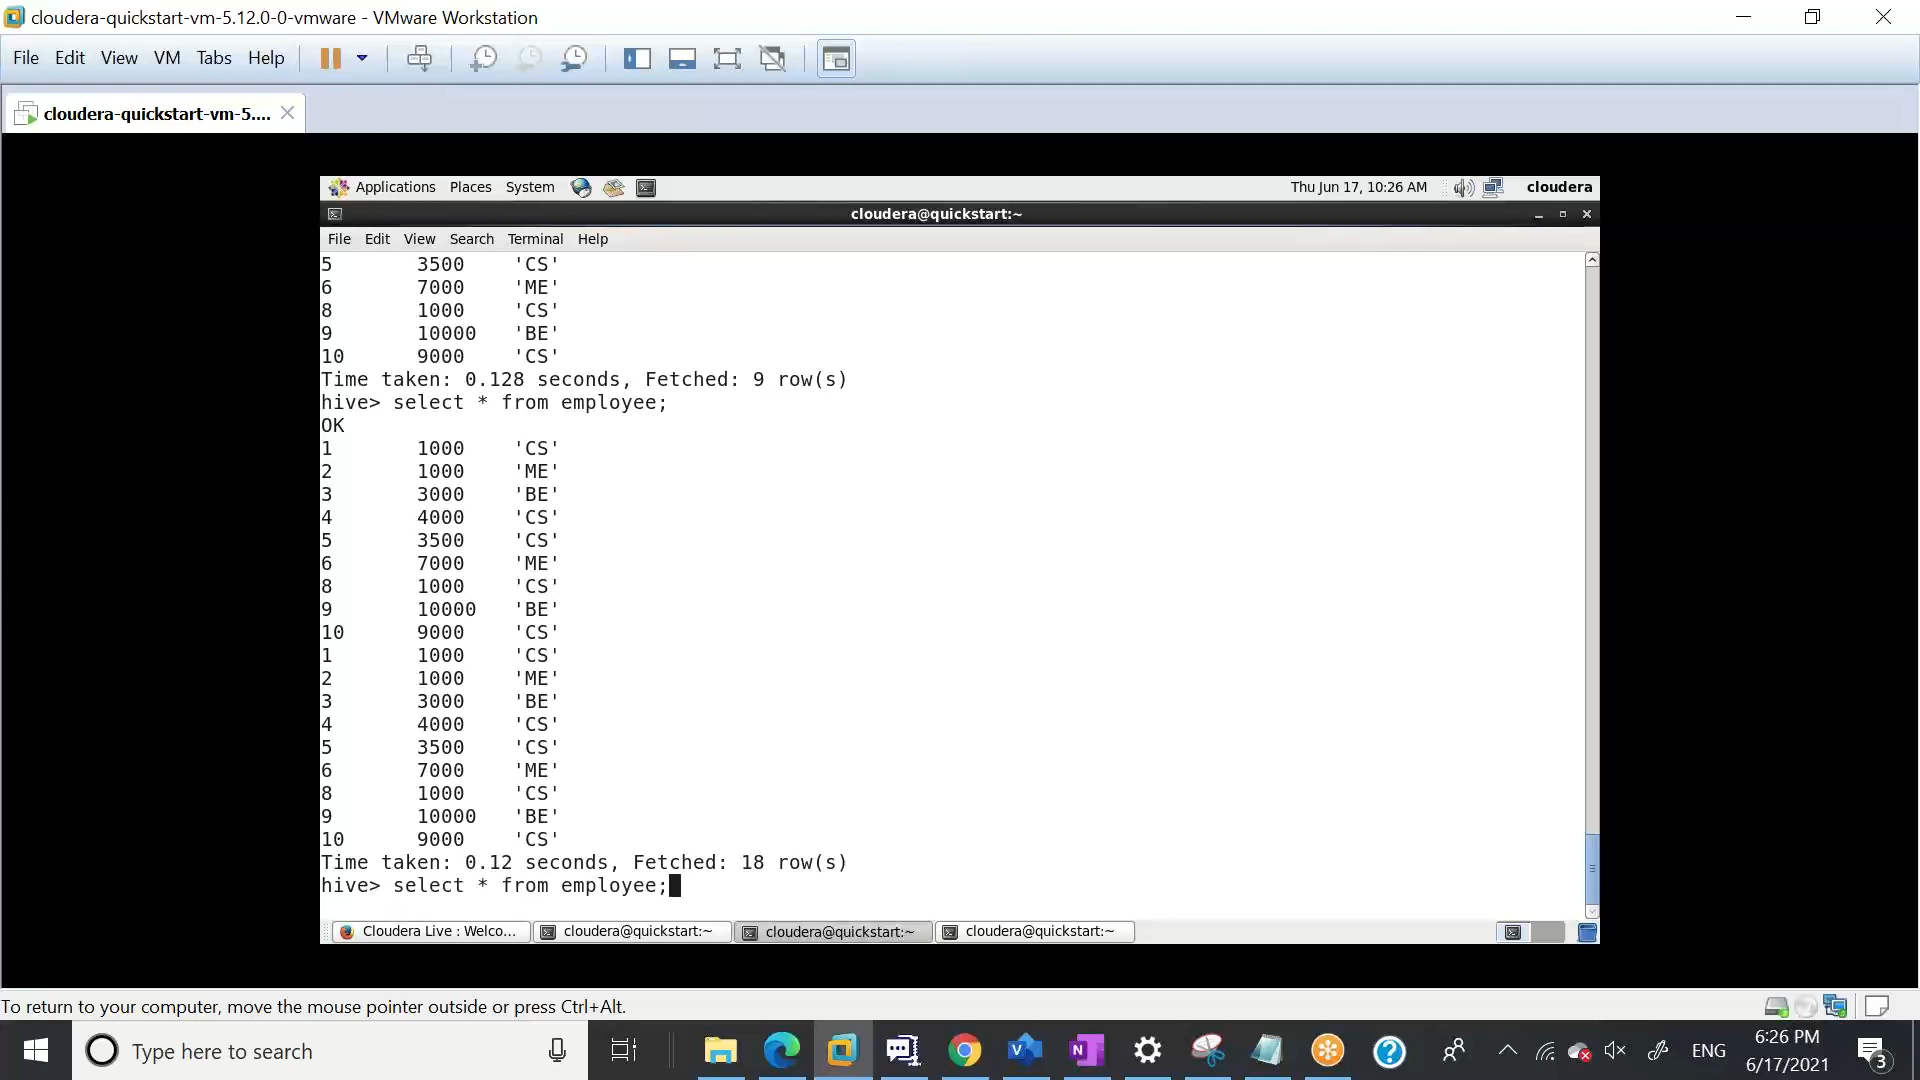 cloudera-quickstart-vm-5.12.0-0-vmware - VMware Workstation
File Edit View VM Tabs Help
cloudera-quickstart-vm-5....
Applications Places System Thu Jun 17, 10:26 AM cloudera
cloudera@quickstart:~
File Edit View Search Terminal Help
5 3500 'CS'
6 7000 'ME'
8 1000 'CS'
9 10000 'BE'
10 9000 'CS'
Time taken: 0.128 seconds, Fetched: 9 row(s)
hive> select * from employee;
OK
1 1000 'CS'
2 1000 'ME'
3 3000 'BE'
4 4000 'CS'
5 3500 'CS'
6 7000 'ME'
8 1000 'CS'
9 10000 'BE'
10 9000 'CS'
1 1000 'CS'
2 1000 'ME'
3 3000 'BE'
4 4000 'CS'
5 3500 'CS'
6 7000 'ME'
8 1000 'CS'
9 10000 'BE'
10 9000 'CS'
Time taken: 0.12 seconds, Fetched: 18 row(s)
hive> select * from employee;
Cloudera Live : Welco... cloudera@quickstart:~ cloudera@quickstart:~ cloudera@quickstart:~
To return to your computer, move the mouse pointer outside or press Ctrl+Alt.
Type here to search
ENG
6:26 PM
6/17/2021
3